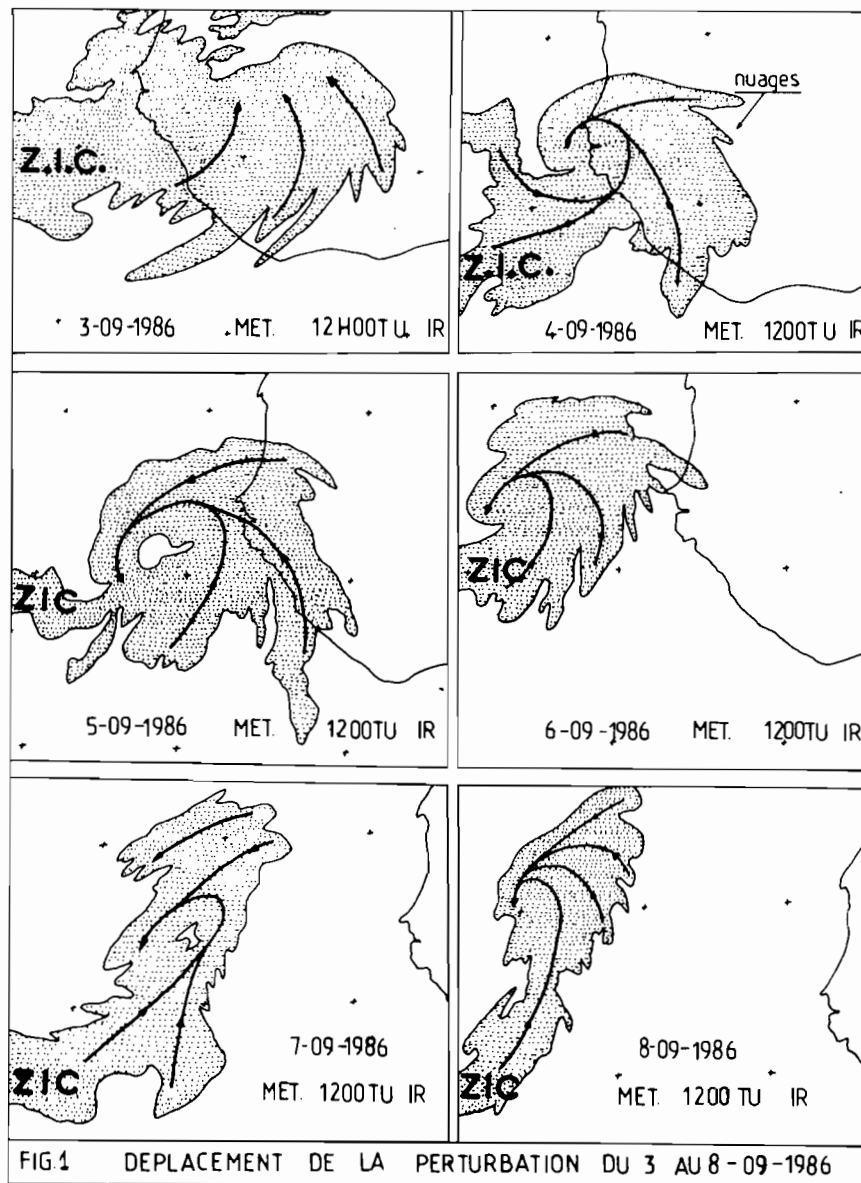 Z.I.C.
3-09-1986 .MET. 12H00TU IR
nuages
Z.I.C.
4-09-1986 MET. 1200TU IR
ZIC
5-09-1986 MET. 1200TU IR
ZIC
6-09-1986 MET. 1200TU IR
ZIC
7-09-1986
MET. 1200TU IR
ZIC
8-09-1986
MET. 1200 TU IR
FIG.1 DEPLACEMENT DE LA PERTURBATION DU 3 AU 8-09-1986